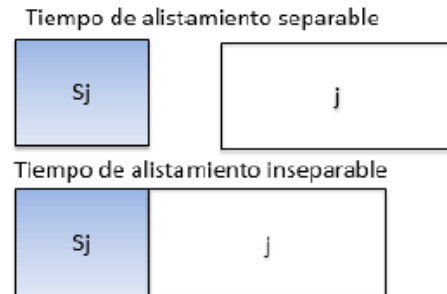 Tiempo de alistamiento separable
Sj
j
Tiempo de alistamiento inseparable
Sj
j